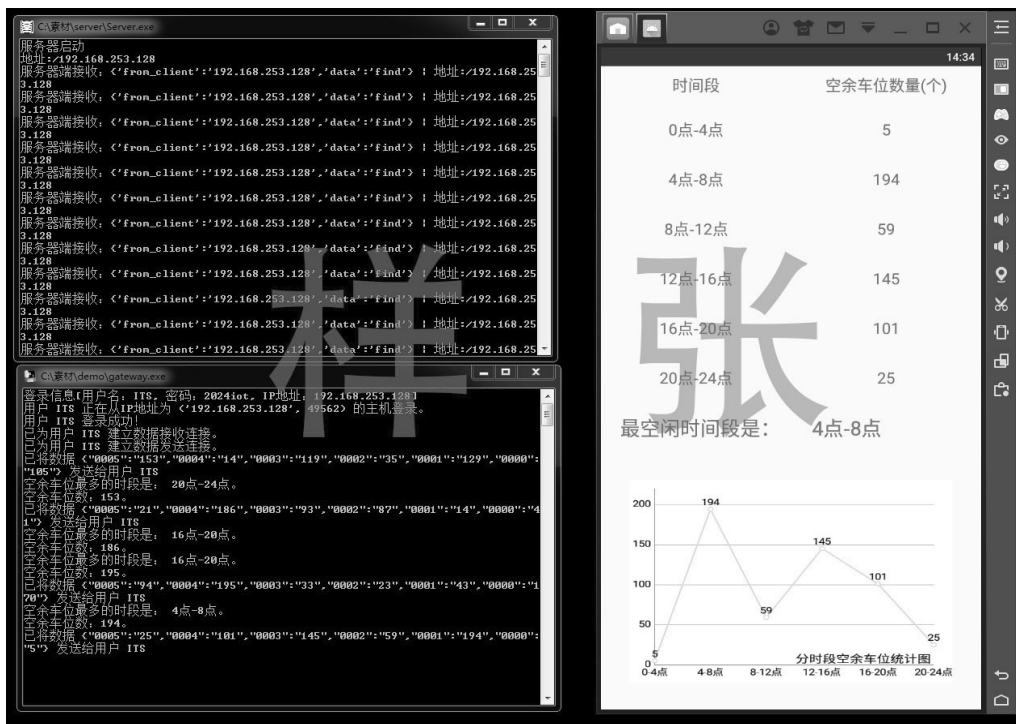 C:\素材\server\Server.exe
服务器启动
地址:/192.168.253.128
服务器端接收: {'from_client':'192.168.253.128','data':'find'} | 地址:/192.168.25
3.128
服务器端接收: {'from_client':'192.168.253.128','data':'find'} | 地址:/192.168.25
3.128
服务器端接收: {'from_client':'192.168.253.128','data':'find'} | 地址:/192.168.25
3.128
服务器端接收: {'from_client':'192.168.253.128','data':'find'} | 地址:/192.168.25
3.128
服务器端接收: {'from_client':'192.168.253.128','data':'find'} | 地址:/192.168.25
3.128
服务器端接收: {'from_client':'192.168.253.128','data':'find'} | 地址:/192.168.25
3.128
服务器端接收: {'from_client':'192.168.253.128','data':'find'} | 地址:/192.168.25
3.128
服务器端接收: {'from_client':'192.168.253.128','data':'find'} | 地址:/192.168.25
3.128
服务器端接收: {'from_client':'192.168.253.128','data':'find'} | 地址:/192.168.25
3.128
服务器端接收: {'from_client':'192.168.253.128','data':'find'} | 地址:/192.168.25
3.128
服务器端接收: {'from_client':'192.168.253.128','data':'find'} | 地址:/192.168.25
3.128
服务器端接收: {'from_client':'192.168.253.128','data':'find'} | 地址:/192.168.25
C:\素材\demo\gateway.exe
登录信息[用户名: ITS, 密码: 2024iot, IP地址: 192.168.253.128]
用户 ITS 正在从IP地址为 ('192.168.253.128', 49562) 的主机登录。
用户 ITS 登录成功!
已为用户 ITS 建立数据接收连接。
已为用户 ITS 建立数据发送连接。
已将数据 {"0005":"153","0004":"14","0003":"119","0002":"35","0001":"129","0000":
"105"} 发送给用户 ITS
空余车位最多的时段是: 20点-24点。
空余车位数: 153。
已将数据 {"0005":"21","0004":"186","0003":"93","0002":"87","0001":"14","0000":"4
1"} 发送给用户 ITS
空余车位最多的时段是: 16点-20点。
空余车位数: 186。
空余车位最多的时段是: 16点-20点。
空余车位数: 195。
已将数据 {"0005":"94","0004":"195","0003":"33","0002":"23","0001":"43","0000":"1
70"} 发送给用户 ITS
空余车位最多的时段是: 4点-8点。
空余车位数: 194。
已将数据 {"0005":"25","0004":"101","0003":"145","0002":"59","0001":"194","0000":
"5"} 发送给用户 ITS
样张
14:34
时间段 空余车位数量(个)
0点-4点 5
4点-8点 194
8点-12点 59
12点-16点 145
16点-20点 101
20点-24点 25
最空闲时间段是: 4点-8点
200
150
100
50
0
5
194
59
145
101
25
分时段空余车位统计图
0-4点 4-8点 8-12点 12-16点 16-20点 20-24点